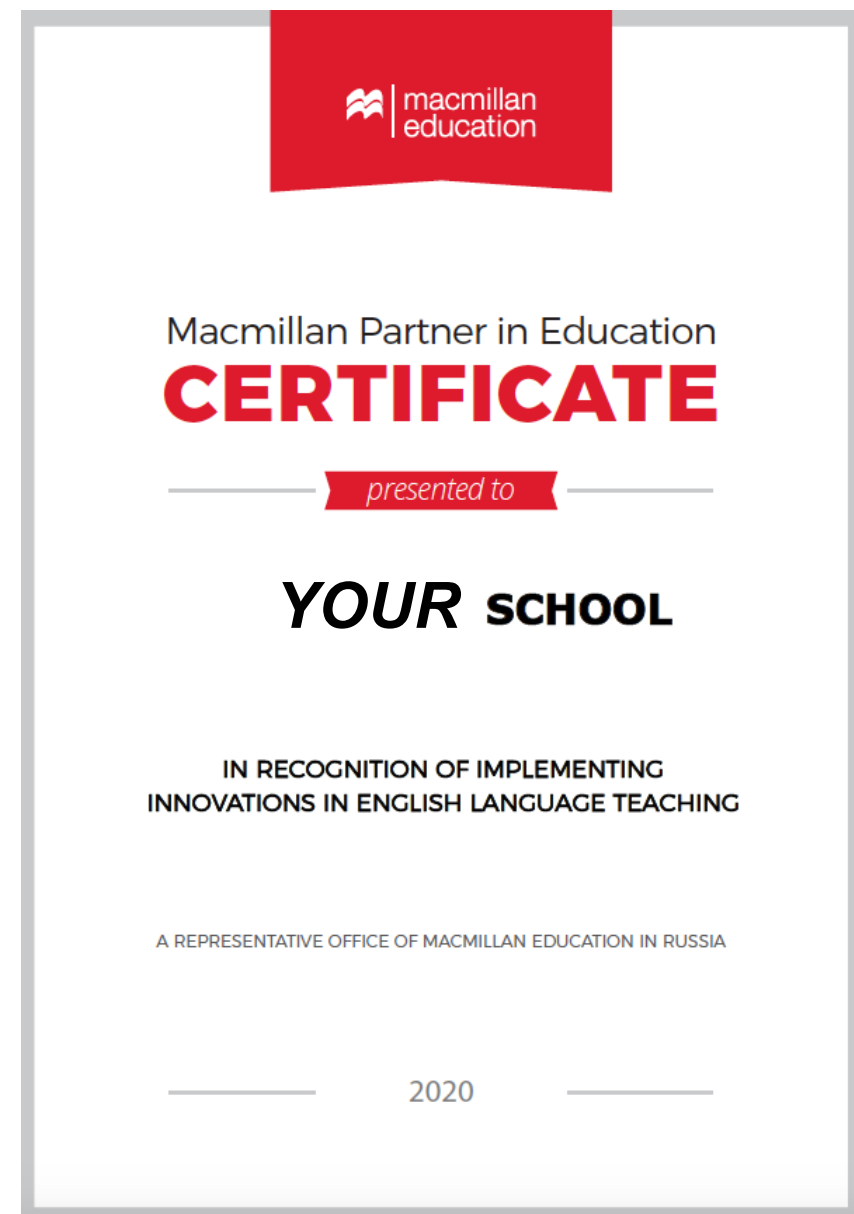 macmillan
education
Macmillan Partner in Education
CERTIFICATE
presented to
YOUR SCHOOL
IN RECOGNITION OF IMPLEMENTING
INNOVATIONS IN ENGLISH LANGUAGE TEACHING
A REPRESENTATIVE OFFICE OF MACMILLAN EDUCATION IN RUSSIA
2020